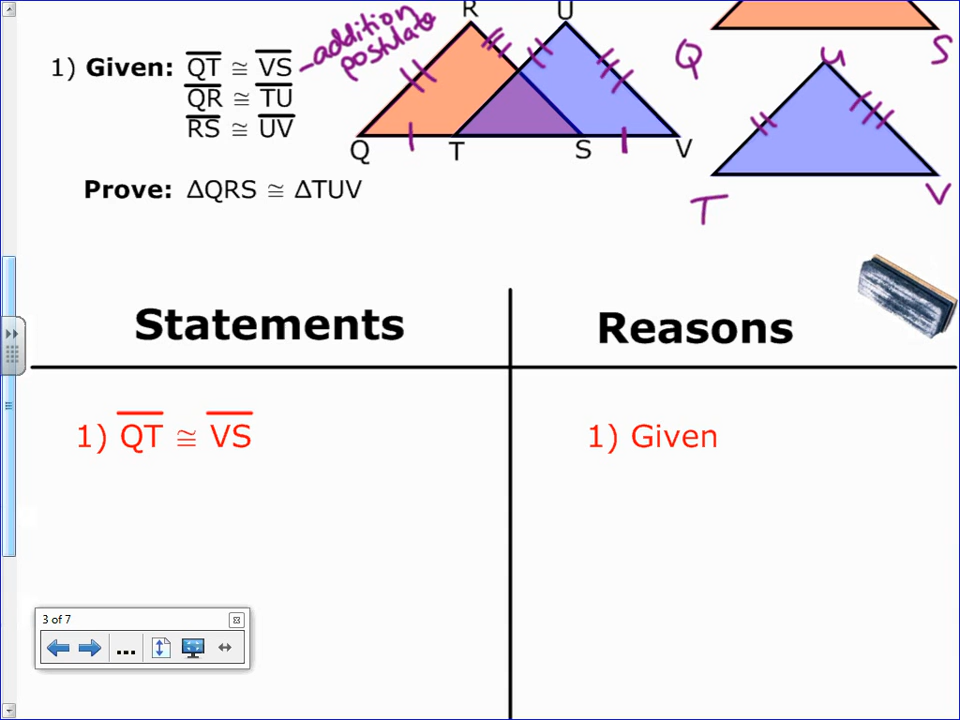 R U
-addition
postulate
Q S
1) Given: QT ≅ VS
QR ≅ TU
RS ≅ UV
Q T S V
U
Prove: ΔQRS ≅ ΔTUV
T V
Statements Reasons
1) QT ≅ VS 1) Given
3 of 7
...